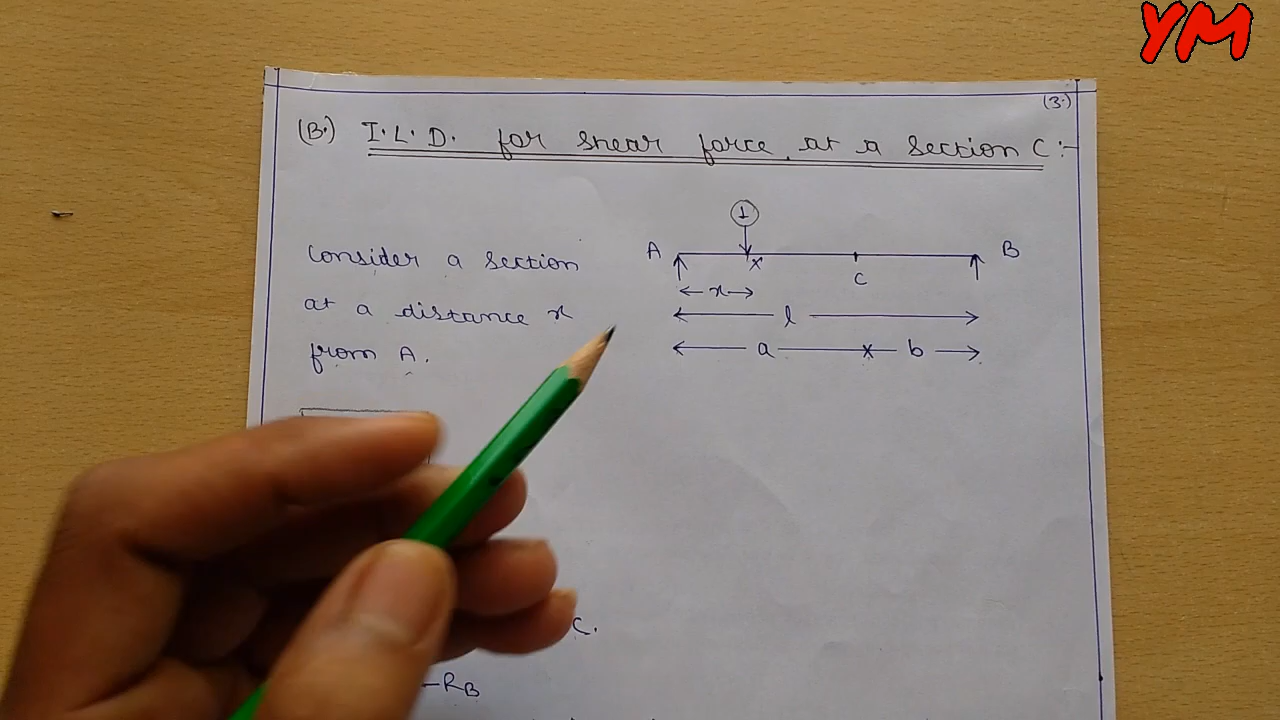 YM
(3.)
(B.) I.L.D. for shear force at a section C :-
1
A x C B
Consider a section
x
at a distance x
l
from A.
a b
C.
-RB